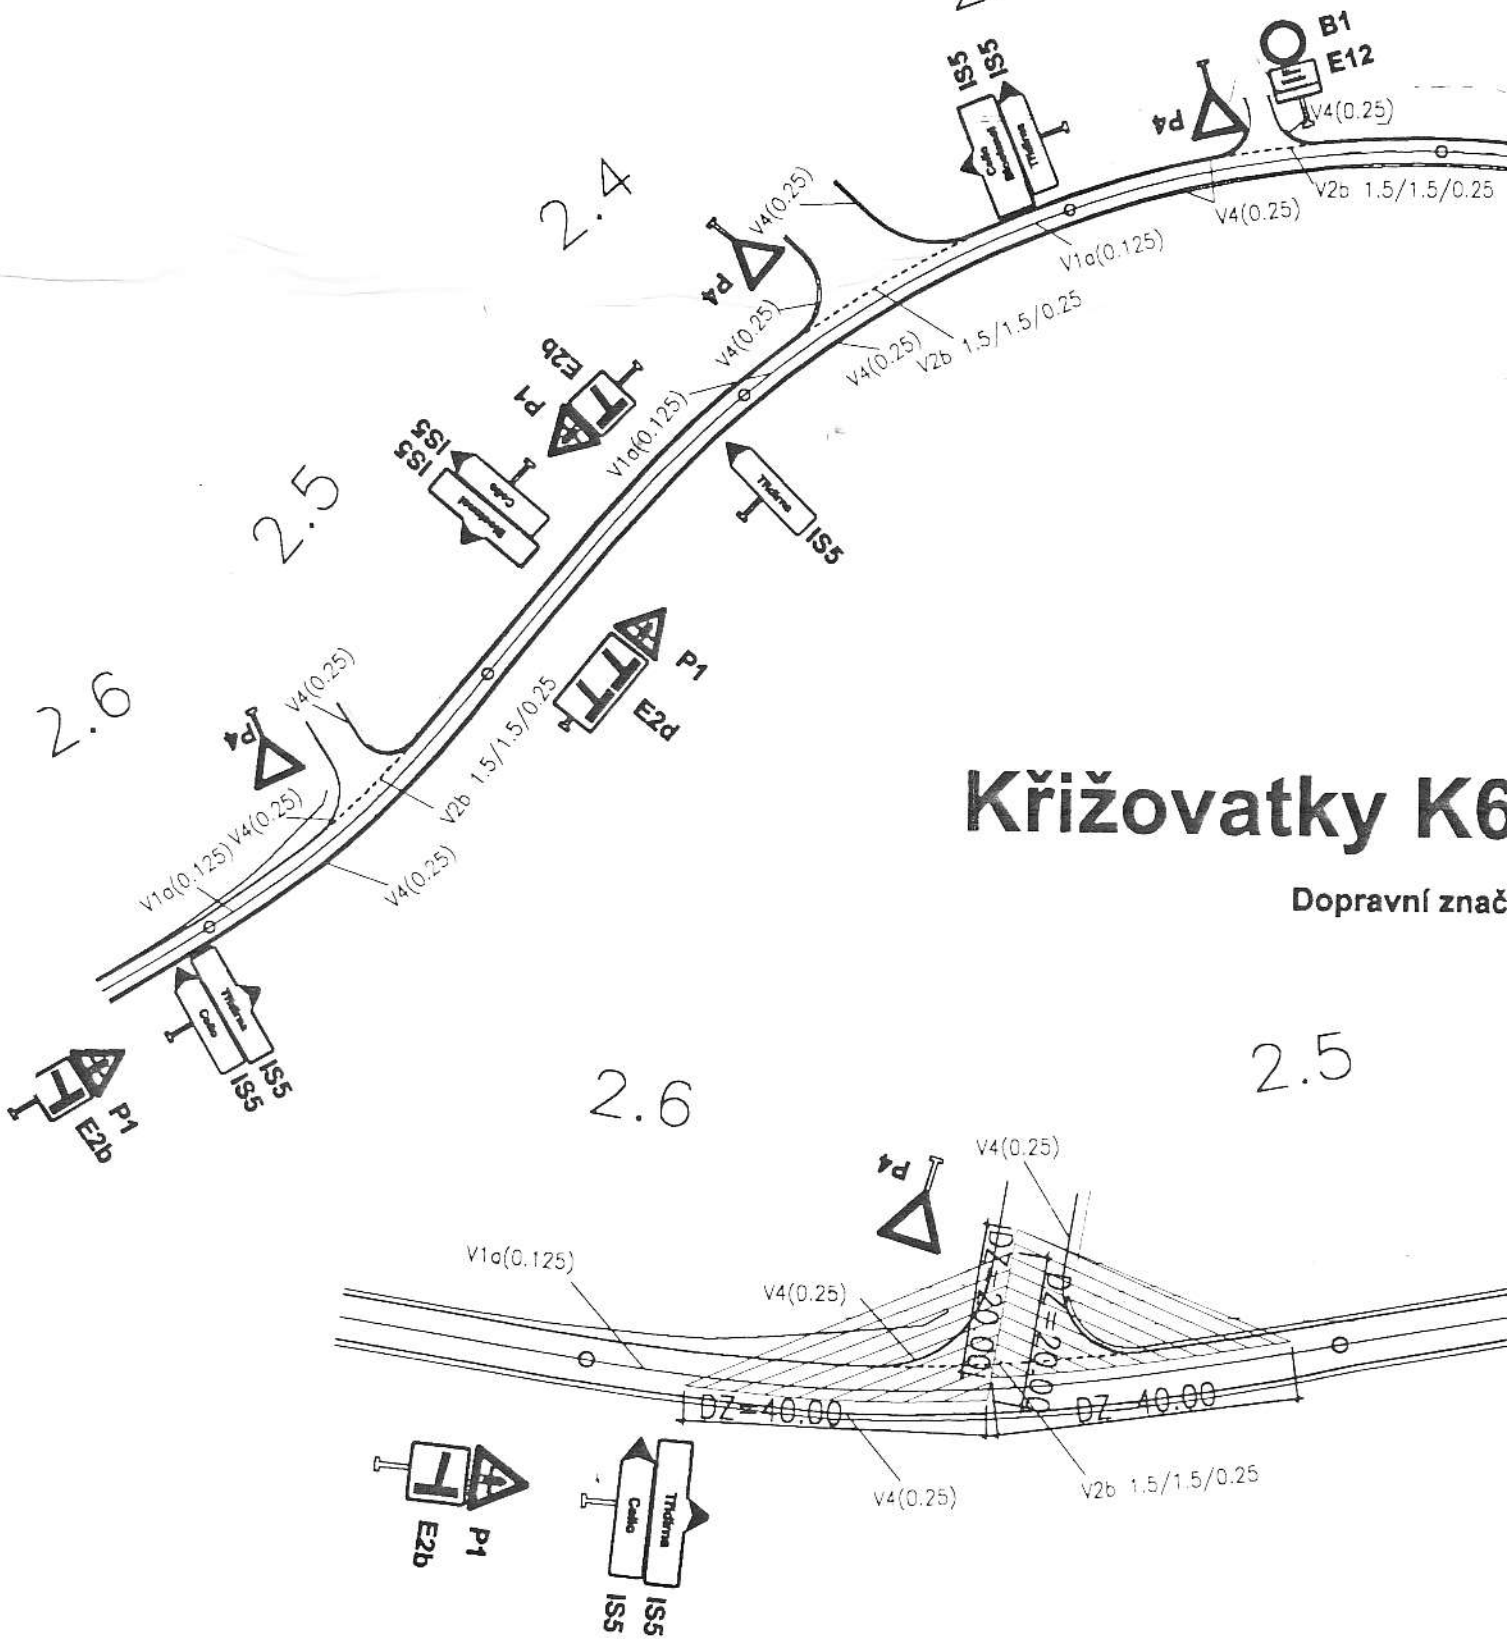 B1
E12
IS5
IS5
Třídírna
P4
V4(0.25)
V2b 1.5/1.5/0.25
V4(0.25)
V1a(0.125)
2.4
V4(0.25)
P4
V4(0.25)
V4(0.25)
V2b 1.5/1.5/0.25
E2b
P1
V1a(0.125)
IS5
IS5
Třídírna
IS5
2.5
P1
E2d
2.6
V4(0.25)
P4
V2b 1.5/1.5/0.25
V4(0.25)
V1a(0.125)
V4(0.25)
Křižovatky K6
Dopravní znač
Třídírna
IS5
IS5
P1
E2b
2.6
2.5
P4
V4(0.25)
V1a(0.125)
V4(0.25)
DZ=20.00
DZ=20.00
DZ=40.00
DZ 40.00
V4(0.25)
V2b 1.5/1.5/0.25
E2b
P1
Třídírna
IS5
IS5